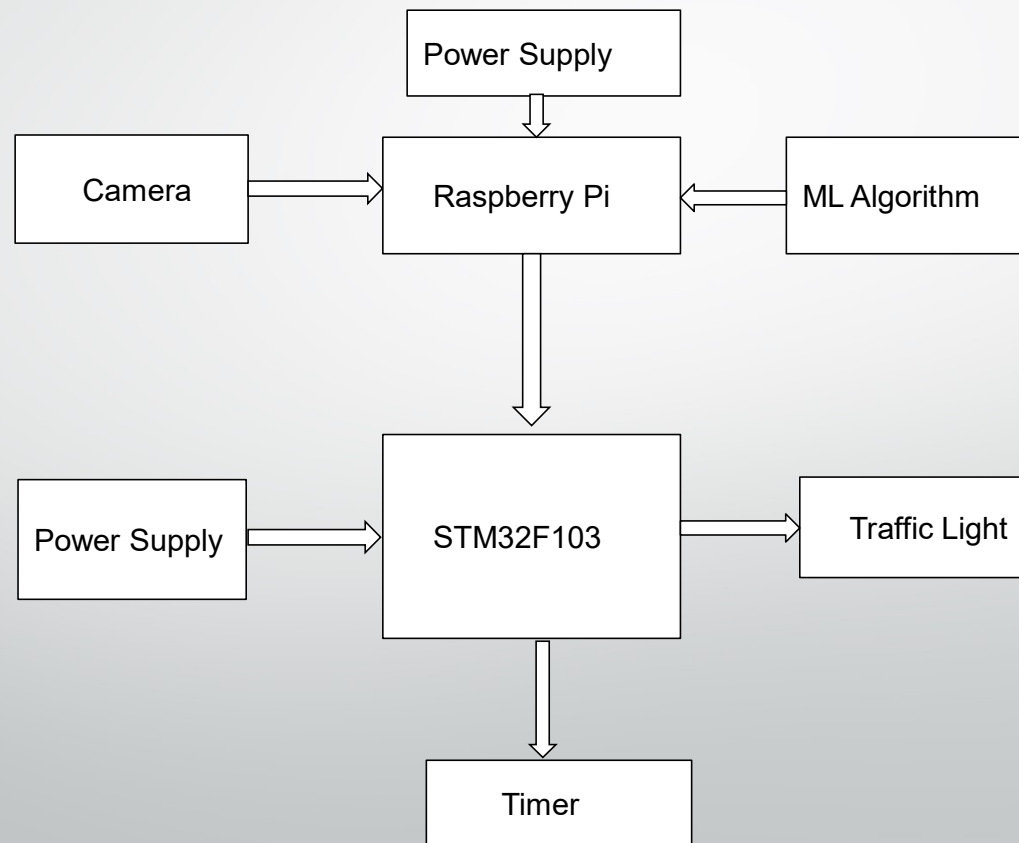 Power Supply
Camera
Raspberry Pi
ML Algorithm
Power Supply
STM32F103
Traffic Light
Timer